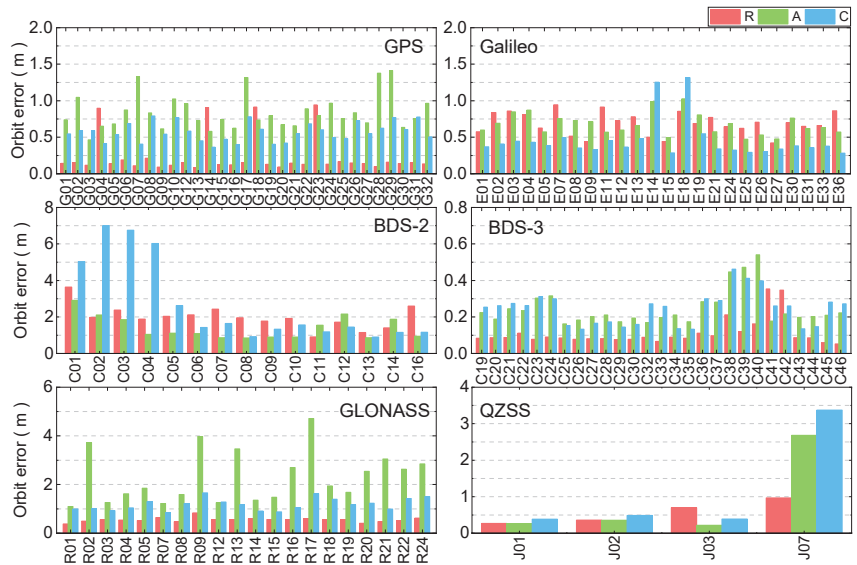 R A C
GPS
Orbit error ( m )
2.0
1.5
1.0
0.5
0.0
G01 G02 G03 G04 G05 G06 G07 G08 G09 G10 G12 G13 G14 G15 G16 G17 G18 G19 G20 G21 G22 G23 G24 G25 G26 G27 G28 G29 G30 G31 G32
Galileo
2.0
1.5
1.0
0.5
0.0
E01 E02 E03 E04 E05 E07 E08 E09 E11 E12 E13 E14 E15 E18 E19 E21 E24 E25 E26 E27 E30 E31 E33 E36
BDS-2
Orbit error ( m )
8
6
4
2
0
C01 C02 C03 C04 C05 C06 C07 C08 C09 C10 C11 C12 C13 C14 C16
BDS-3
0.8
0.6
0.4
0.2
0.0
C19 C20 C21 C22 C23 C24 C25 C26 C27 C28 C29 C30 C32 C33 C34 C35 C36 C37 C38 C39 C40 C41 C42 C43 C44 C45 C46
GLONASS
Orbit error ( m )
6
4
2
0
R01 R02 R03 R04 R05 R07 R08 R09 R12 R13 R14 R15 R16 R17 R18 R19 R20 R21 R22 R24
QZSS
4
3
2
1
0
J01 J02 J03 J07